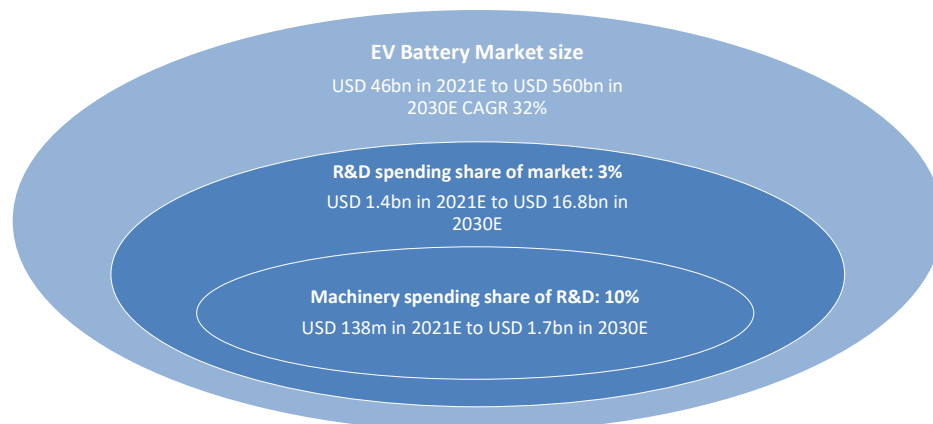 EV Battery Market size
USD 46bn in 2021E to USD 560bn in
2030E CAGR 32%
R&D spending share of market: 3%
USD 1.4bn in 2021E to USD 16.8bn in
2030E
Machinery spending share of R&D: 10%
USD 138m in 2021E to USD 1.7bn in 2030E